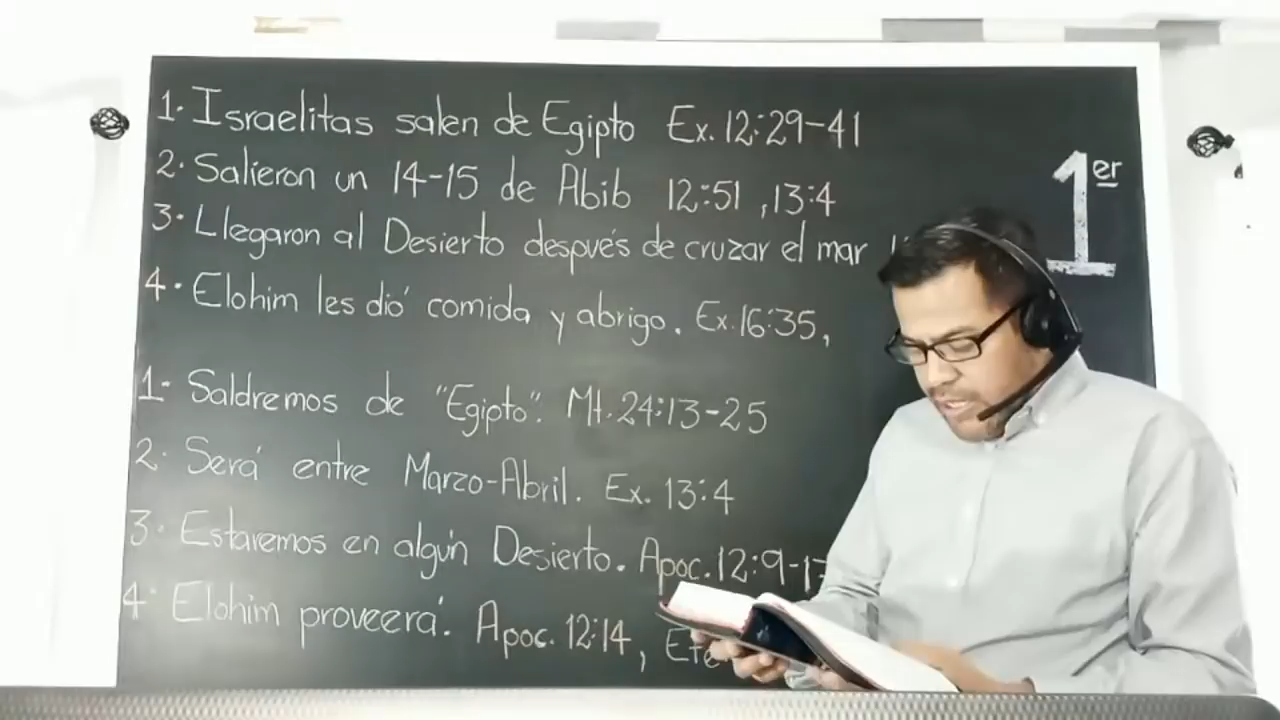 1. Israelitas salen de Egipto Ex. 12:29-41
2. Salieron un 14-15 de Abib 12:51 , 13:4
3. Llegaron al Desierto después de cruzar el mar
4. Elohim les dió comida y abrigo. Ex. 16:35,
1er
1- Saldremos de "Egipto". Mt. 24:13-25
2. Será entre Marzo-Abril. Ex. 13:4
3. Estaremos en algún Desierto. Apoc. 12:9-17
4. Elohim proveerá. Apoc. 12:14,